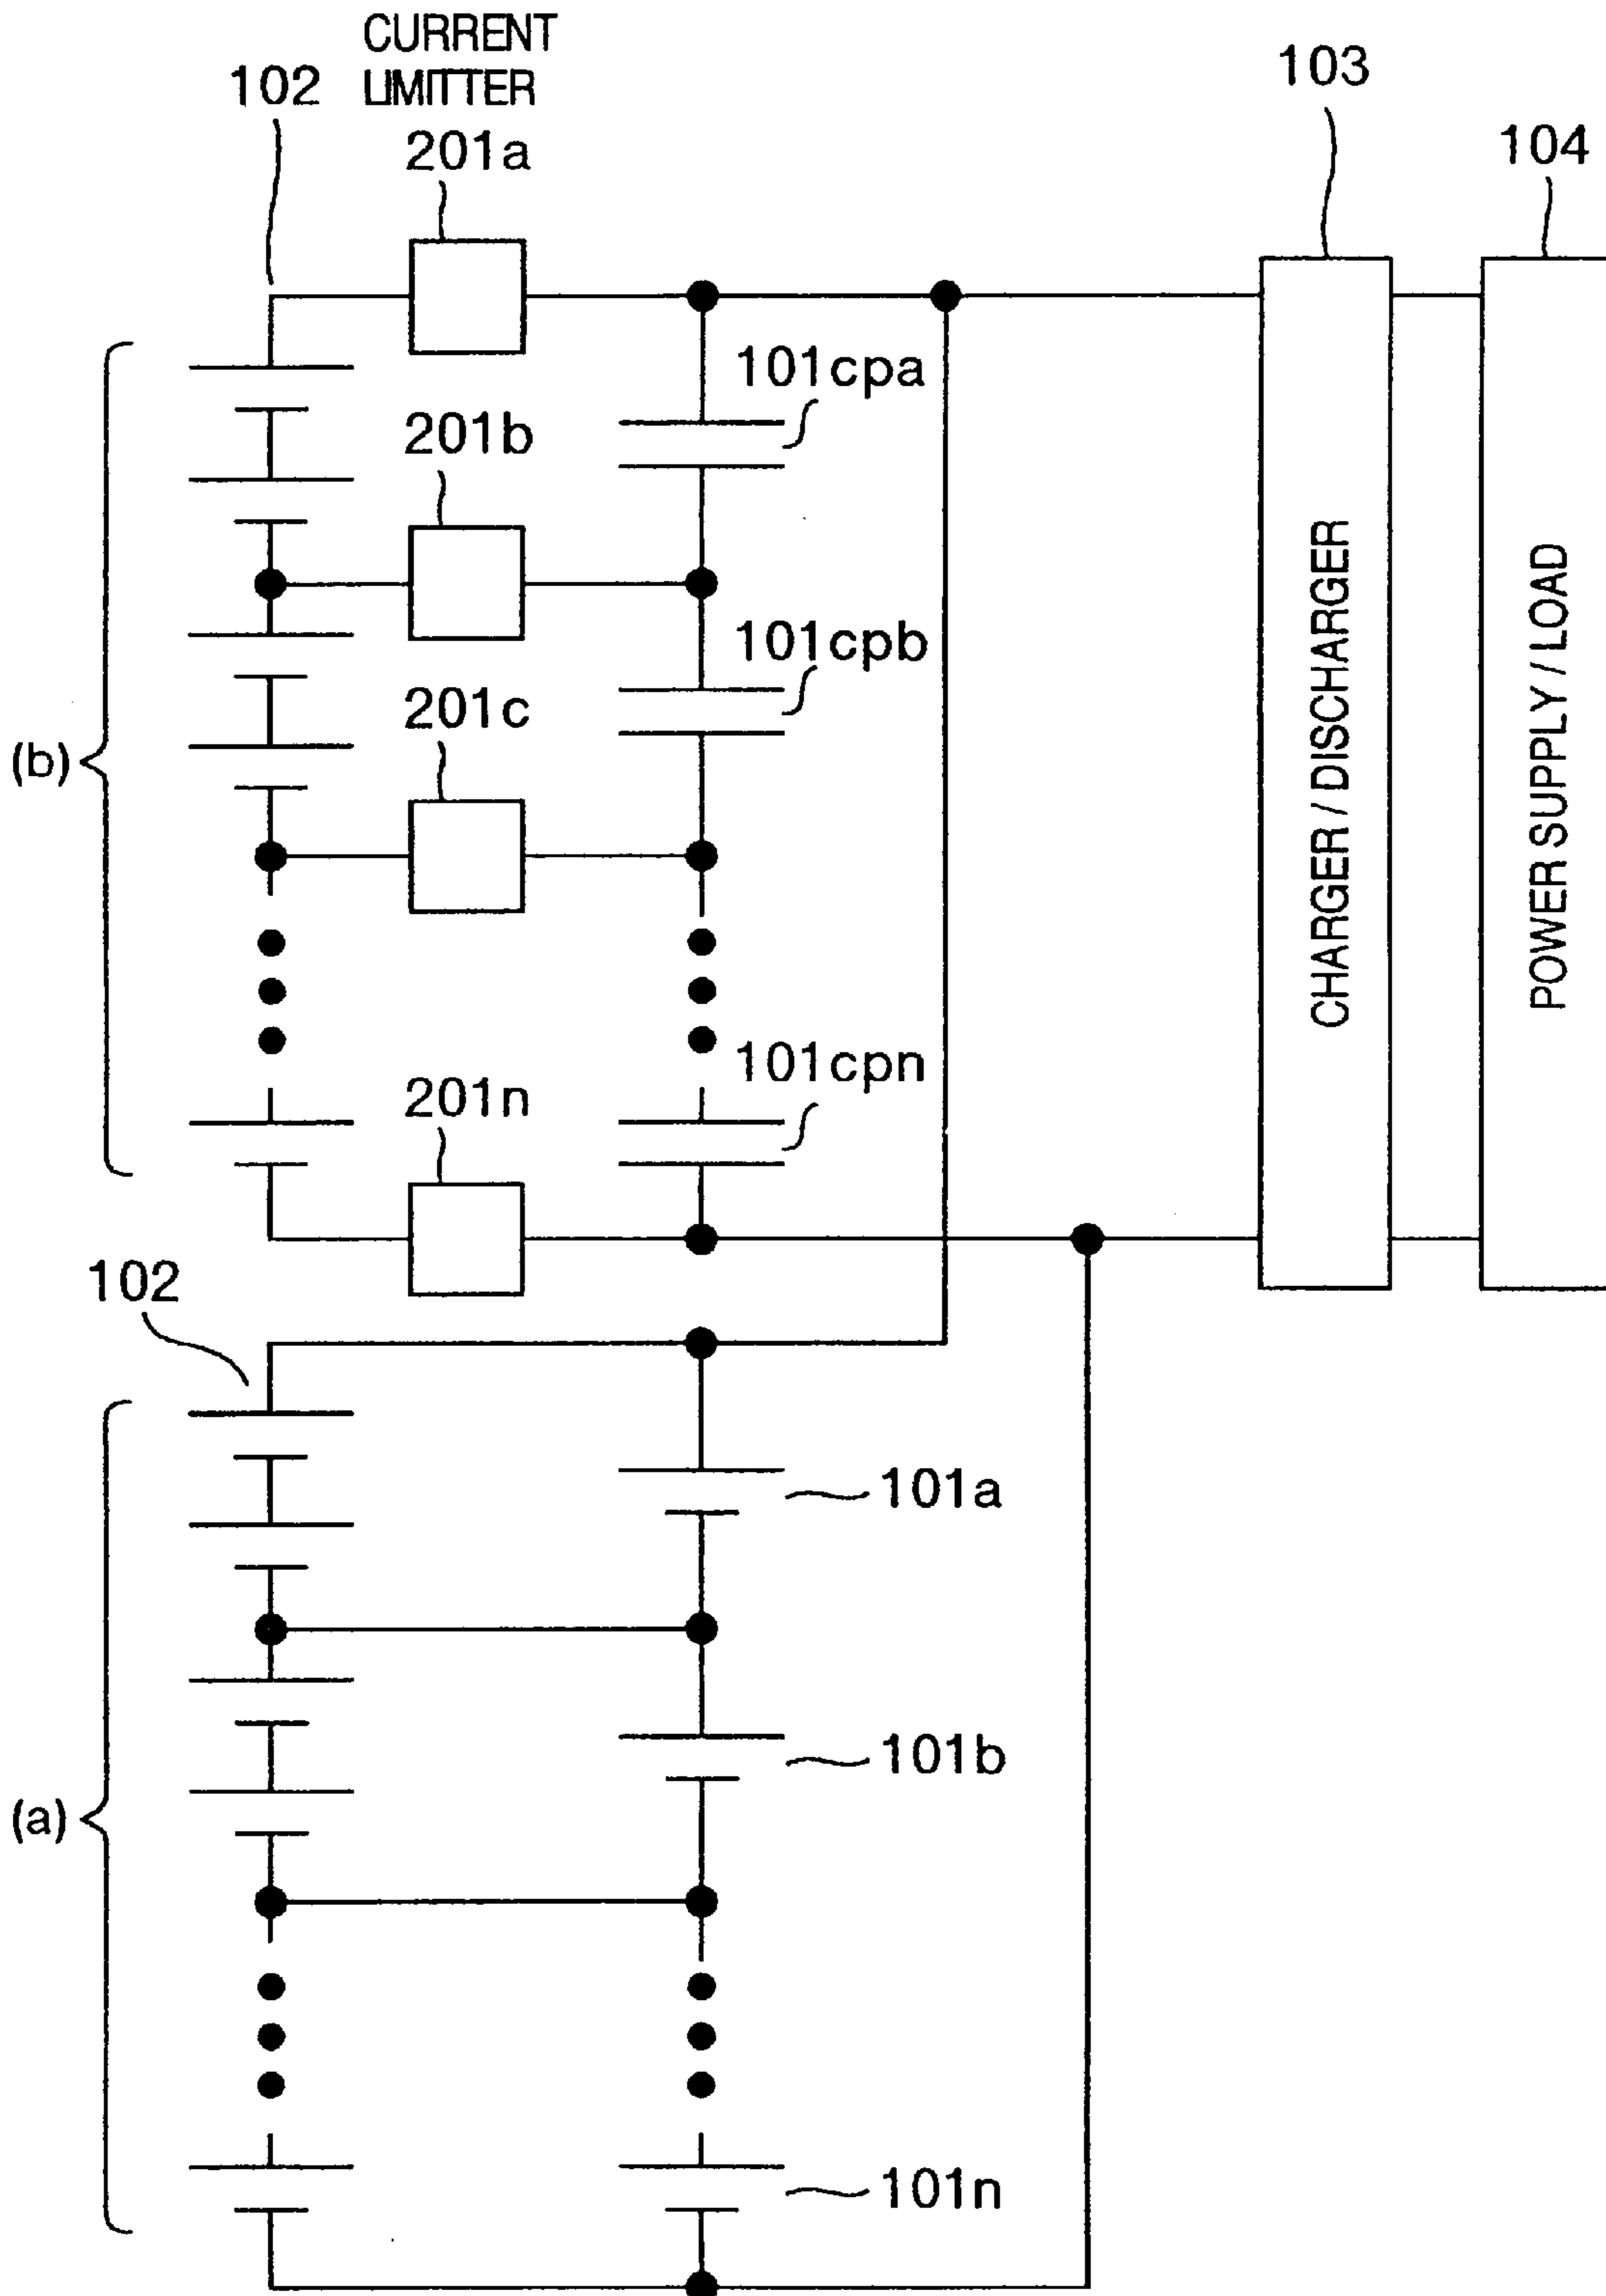 CURRENT
LIMITTER
102
201a
103
104
101cpa
201b
101cpb
201c
(b)
CHARGER / DISCHARGER
POWER SUPPLY / LOAD
101cpn
201n
102
101a
101b
(a)
101n